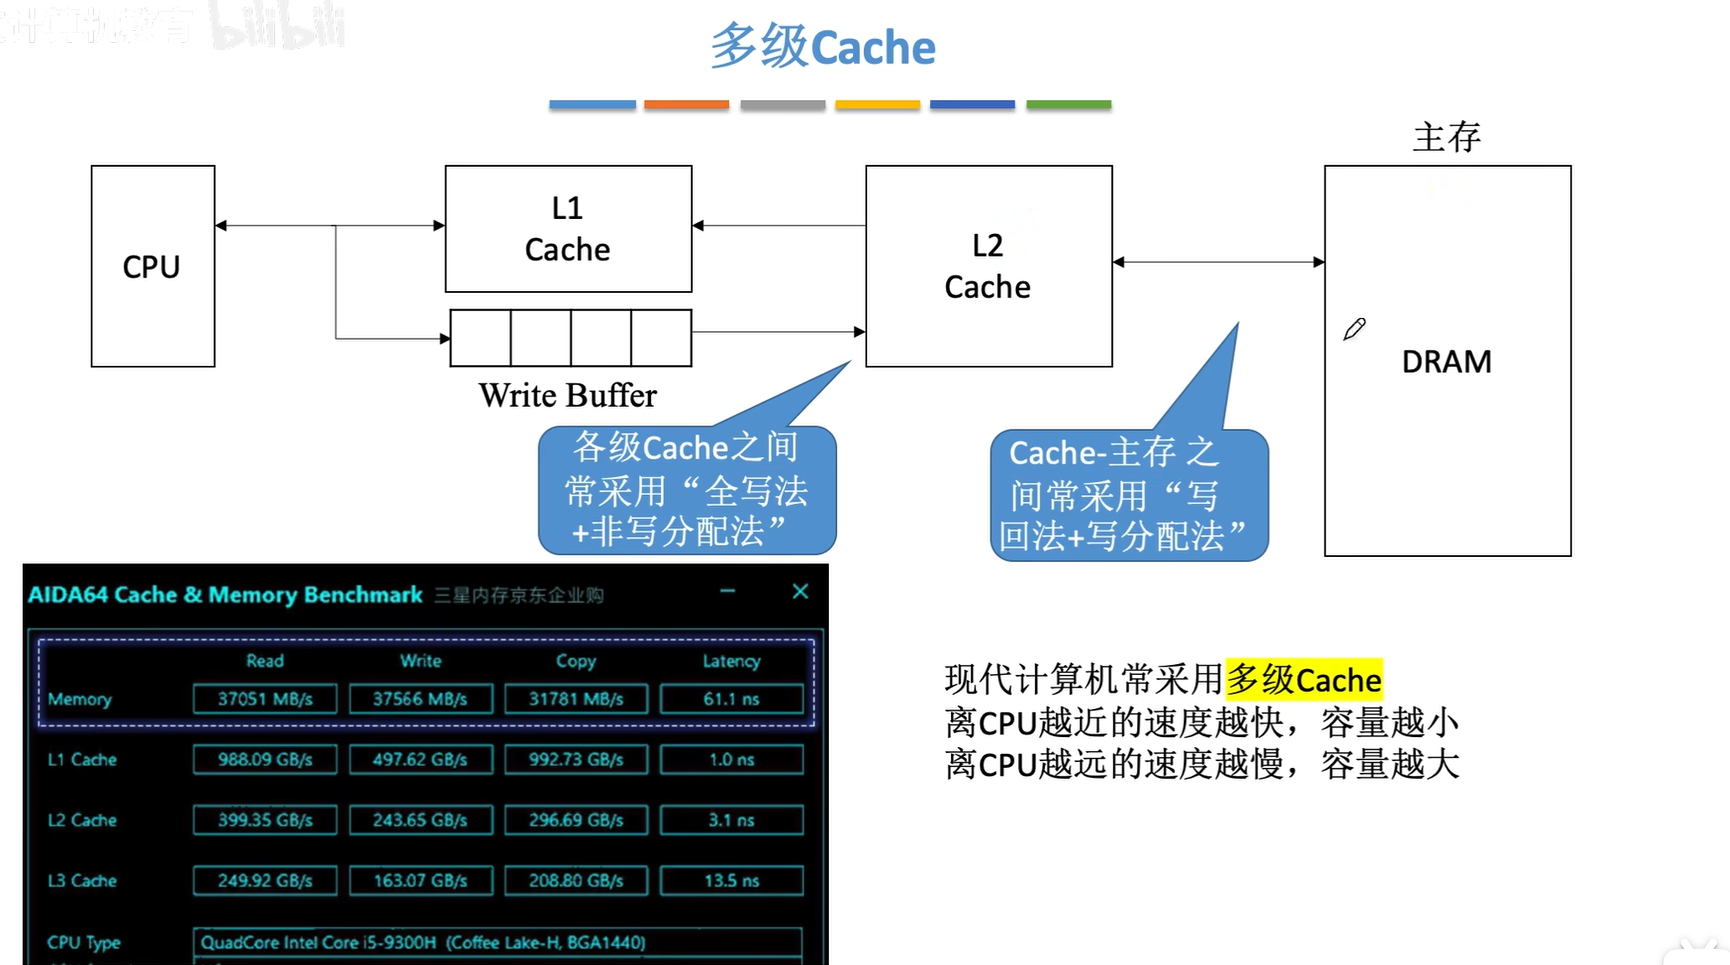 计算机教育 bilibili
多级Cache
主存
CPU
L1
Cache
L2
Cache
DRAM
Write Buffer
各级Cache之间
常采用“全写法
+非写分配法”
Cache-主存 之
间常采用“写
回法+写分配法”
AIDA64 Cache & Memory Benchmark 三星内存京东企业购
Read Write Copy Latency
Memory 37051 MB/s 37566 MB/s 31781 MB/s 61.1 ns
L1 Cache 988.09 GB/s 497.62 GB/s 992.73 GB/s 1.0 ns
L2 Cache 399.35 GB/s 243.65 GB/s 296.69 GB/s 3.1 ns
L3 Cache 249.92 GB/s 163.07 GB/s 208.80 GB/s 13.5 ns
CPU Type QuadCore Intel Core i5-9300H (Coffee Lake-H, BGA1440)
现代计算机常采用多级Cache
离CPU越近的速度越快，容量越小
离CPU越远的速度越慢，容量越大